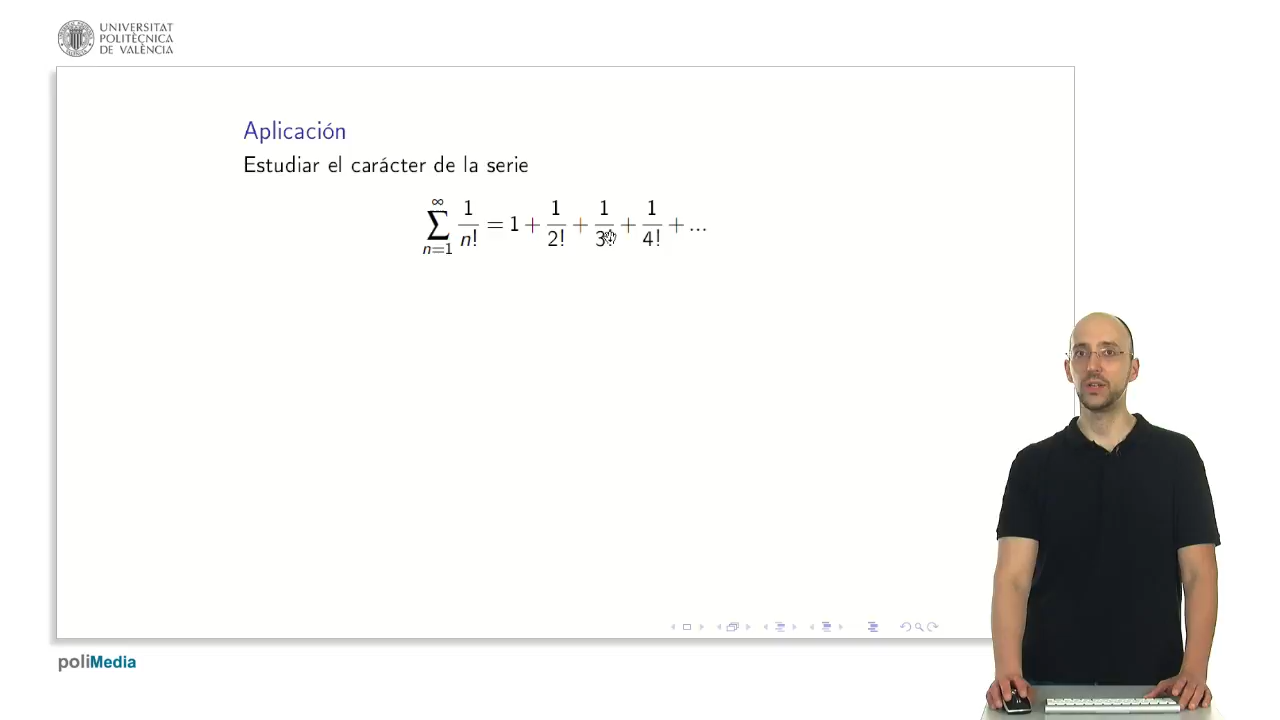 UNIVERSITAT
POLITÈCNICA
DE VALÈNCIA
Aplicación
Estudiar el carácter de la serie
∑_{n=1}^{∞} 1/n! = 1 + 1/2! + 1/3! + 1/4! + ...
poliMedia